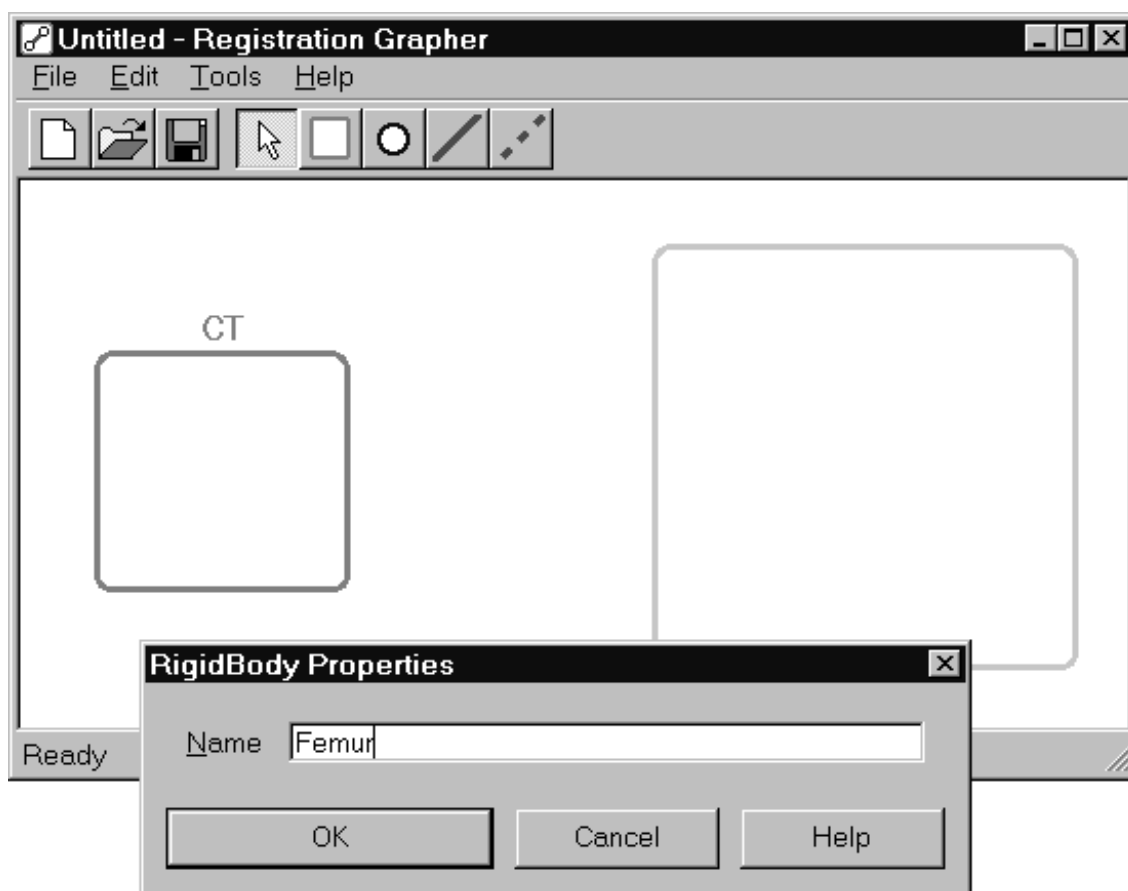 Untitled - Registration Grapher
File Edit Tools Help
CT
RigidBody Properties
Name Femur
Ready
OK Cancel Help